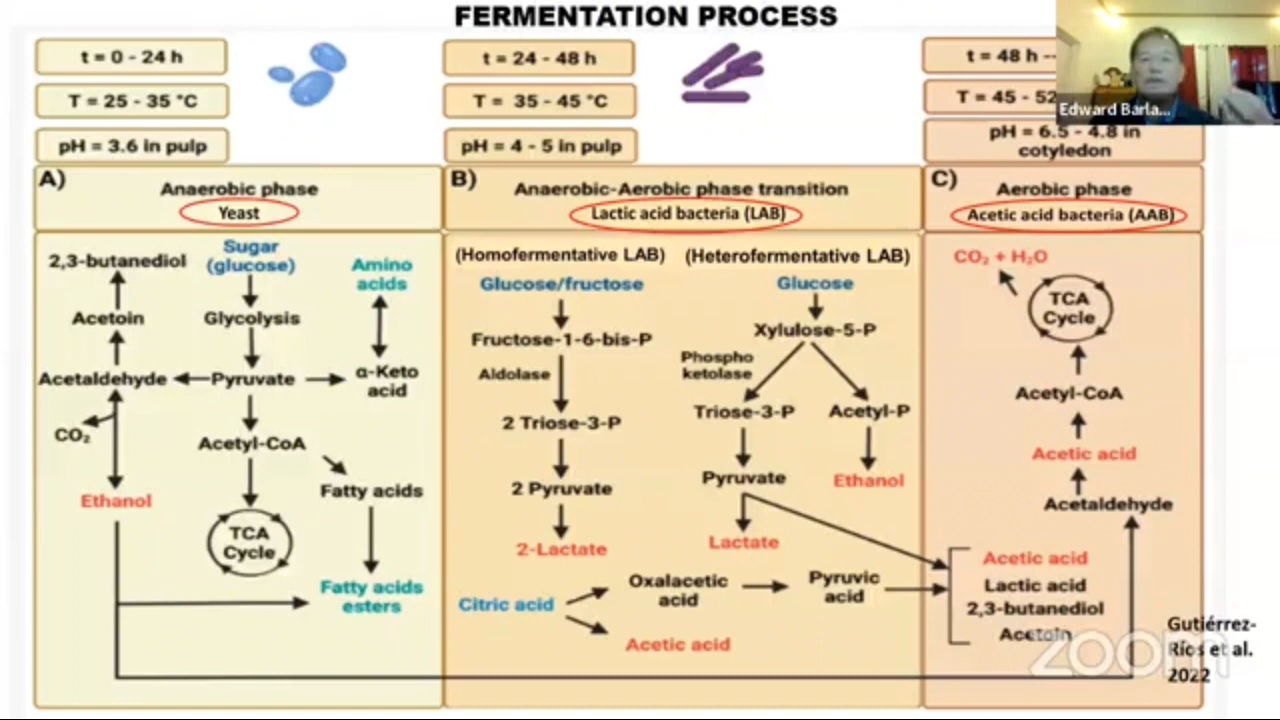 FERMENTATION PROCESS
t = 0 - 24 h
T = 25 - 35 °C
pH = 3.6 in pulp
t = 24 - 48 h
T = 35 - 45 °C
pH = 4 - 5 in pulp
t = 48 h --
T = 45 - 52
pH = 6.5 - 4.8 in
cotyledon
Edward Barla...
A)
Anaerobic phase
Yeast
2,3-butanediol
Sugar
(glucose)
Amino
acids
Acetoin
Glycolysis
Acetaldehyde
Pyruvate
α-Keto
acid
CO₂
Acetyl-CoA
Ethanol
Fatty acids
TCA
Cycle
Fatty acids
esters
B)
Anaerobic-Aerobic phase transition
Lactic acid bacteria (LAB)
(Homofermentative LAB)
(Heterofermentative LAB)
Glucose/fructose
Glucose
Fructose-1-6-bis-P
Xylulose-5-P
Aldolase
Phospho
ketolase
2 Triose-3-P
Triose-3-P
Acetyl-P
2 Pyruvate
Pyruvate
Ethanol
2-Lactate
Lactate
Citric acid
Oxalacetic
acid
Pyruvic
acid
Acetic acid
C)
Aerobic phase
Acetic acid bacteria (AAB)
CO₂ + H₂O
TCA
Cycle
Acetyl-CoA
Acetic acid
Acetaldehyde
Acetic acid
Lactic acid
2,3-butanediol
Acetoin
zoom
Gutiérrez-
Ríos et al.
2022